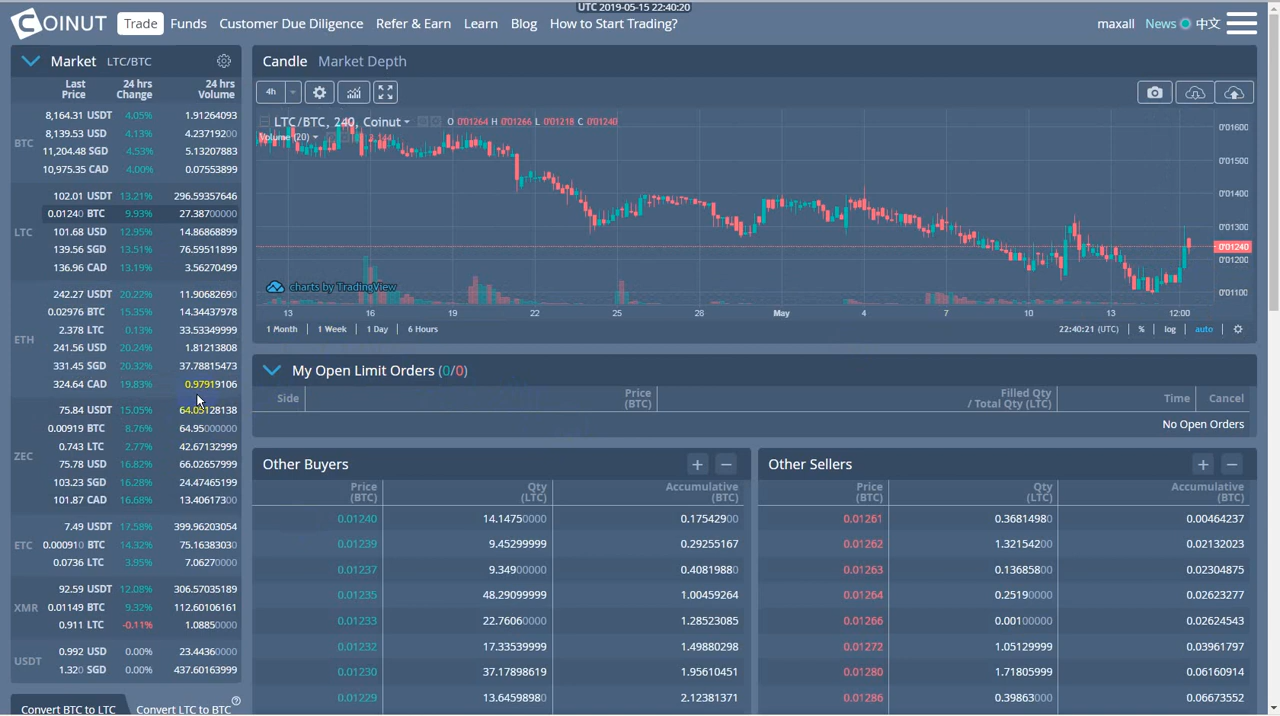 UTC 2019-05-15 22:40:20
COINUT Trade Funds Customer Due Diligence Refer & Earn Learn Blog How to Start Trading? maxall News 中文
Market LTC/BTC
Last Price 24 hrs Change 24 hrs Volume
BTC
8,164.31 USDT 4.05% 1.91264093
8,139.53 USD 4.13% 4.23719200
11,204.48 SGD 4.53% 5.13207883
10,975.35 CAD 4.00% 0.07553899
LTC
102.01 USDT 13.21% 296.59357646
0.01240 BTC 9.93% 27.38700000
101.68 USD 12.95% 14.86868899
139.56 SGD 13.51% 76.59511899
136.96 CAD 13.19% 3.56270499
ETH
242.27 USDT 20.22% 11.90682690
0.02976 BTC 15.35% 14.34437978
2.378 LTC 0.13% 33.53349999
241.56 USD 20.24% 1.81213808
331.45 SGD 20.32% 37.78815473
324.64 CAD 19.83% 0.97919106
ZEC
75.84 USDT 15.05% 64.05128138
0.00919 BTC 8.76% 64.95000000
0.743 LTC 2.77% 42.67132999
75.78 USD 16.82% 66.02657999
103.23 SGD 16.28% 24.47465199
101.87 CAD 16.68% 13.40617300
ETC
7.49 USDT 17.58% 399.96203054
0.000910 BTC 14.32% 75.16383030
0.0736 LTC 3.95% 7.06270000
XMR
92.59 USDT 12.08% 306.57035189
0.01149 BTC 9.32% 112.60106161
0.911 LTC -0.11% 1.08850000
USDT
0.992 USD 0.00% 23.44360000
1.320 SGD 0.00% 437.60163999
Convert BTC to LTC Convert LTC to BTC
Candle Market Depth
4h
LTC/BTC, 240, Coinut O 0'01264 H 0'01266 L 0'01218 C 0'01240
Volume (20) 1.144
0'01600
0'01500
0'01400
0'01300
0'01240
0'01200
0'01100
charts by TradingView
13 16 19 22 25 28 May 4 7 10 13 12:00
1 Month 1 Week 1 Day 6 Hours 22:40:21 (UTC) % log auto
My Open Limit Orders (0/0)
Side Price (BTC) Filled Qty / Total Qty (LTC) Time Cancel
No Open Orders
Other Buyers + −
Price (BTC) Qty (LTC) Accumulative (BTC)
0.01240 14.14750000 0.17542900
0.01239 9.45299999 0.29255167
0.01237 9.34900000 0.40819880
0.01235 48.29099999 1.00459264
0.01233 22.76060000 1.28523085
0.01232 17.33539999 1.49880298
0.01230 37.17898619 1.95610451
0.01229 13.64598980 2.12381371
Other Sellers + −
Price (BTC) Qty (LTC) Accumulative (BTC)
0.01261 0.36814980 0.00464237
0.01262 1.32154200 0.02132023
0.01263 0.13685800 0.02304875
0.01264 0.25190000 0.02623277
0.01266 0.00100000 0.02624543
0.01272 1.05129999 0.03961797
0.01280 1.71805999 0.06160914
0.01286 0.39863000 0.06673552